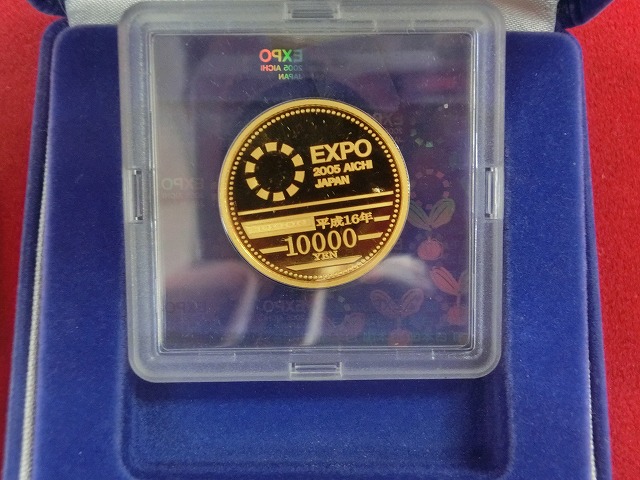 EXPO
2005 AICHI
JAPAN
EXPO
2005 AICHI
JAPAN
平成16年
10000
YEN